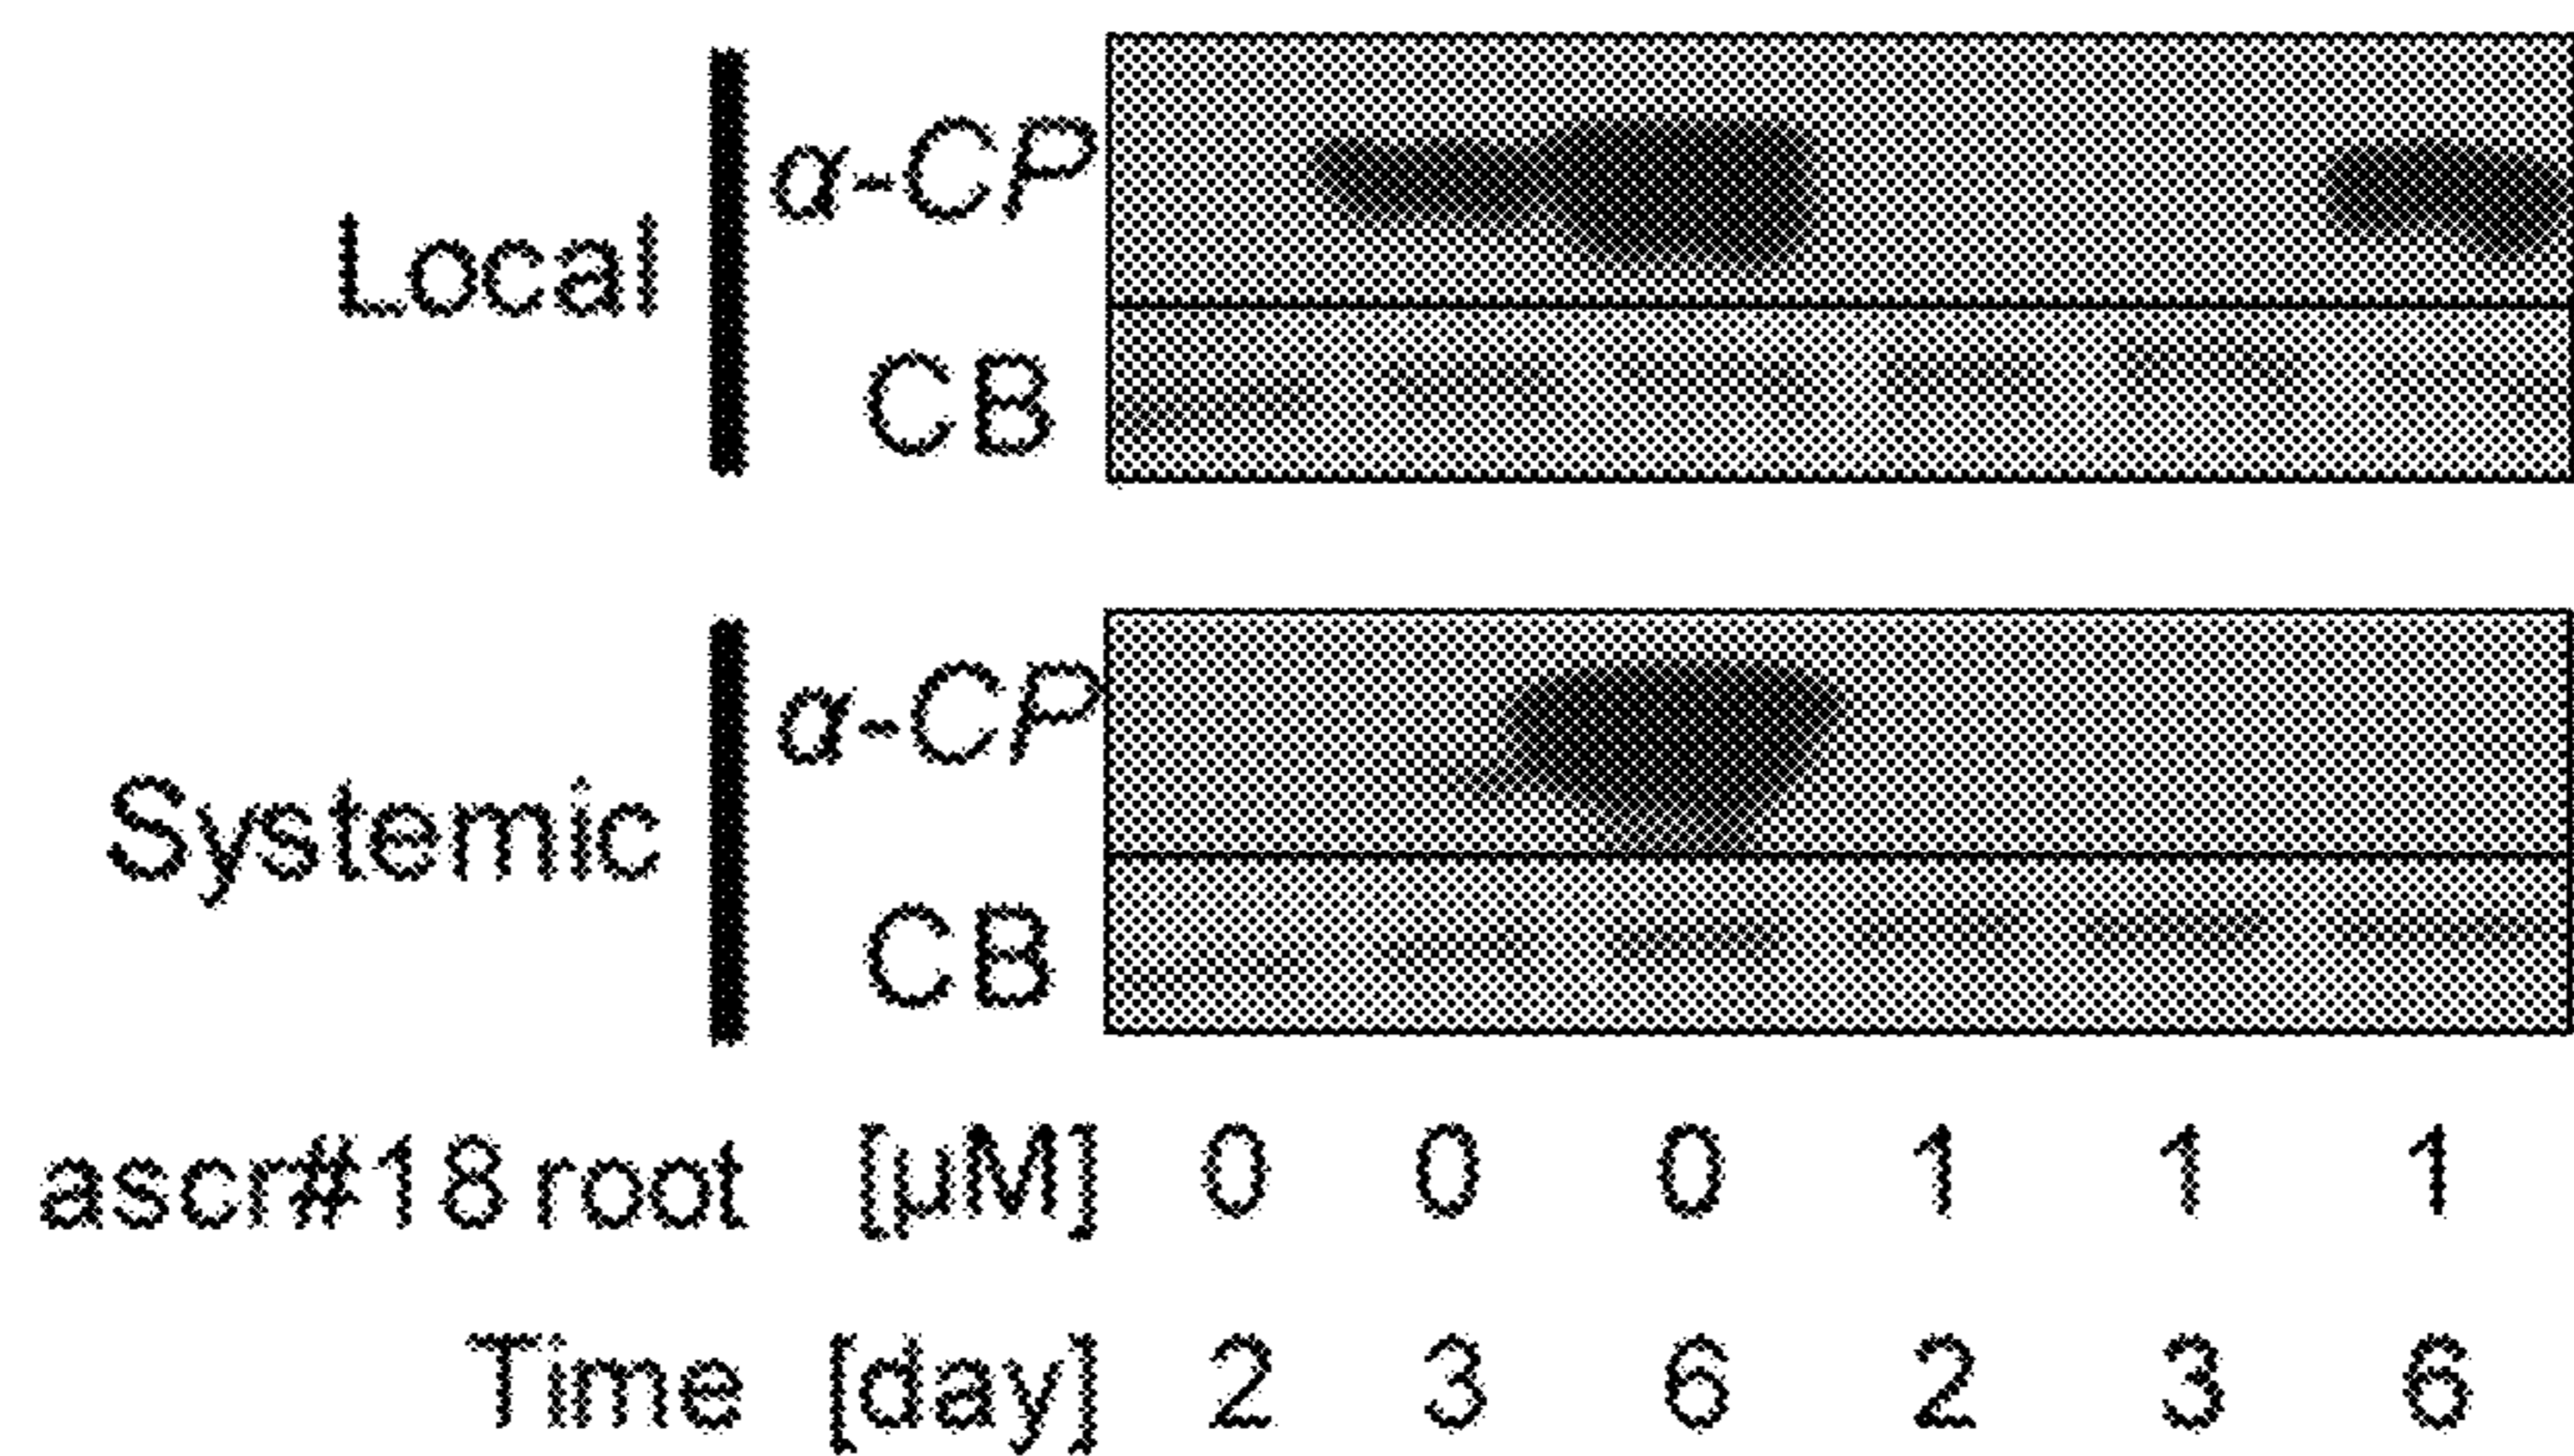 α-CP
Local
CB
α-CP
Systemic
CB
ascr#18 root [μM] 0 0 0 1 1 1
Time [day] 2 3 6 2 3 6